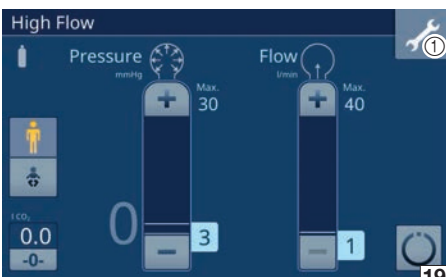 High Flow
1
Pressure
mmHg
Flow
l/min
+
Max.
30
+
Max.
40
0
3
1
l CO₂
0.0
-0-
19